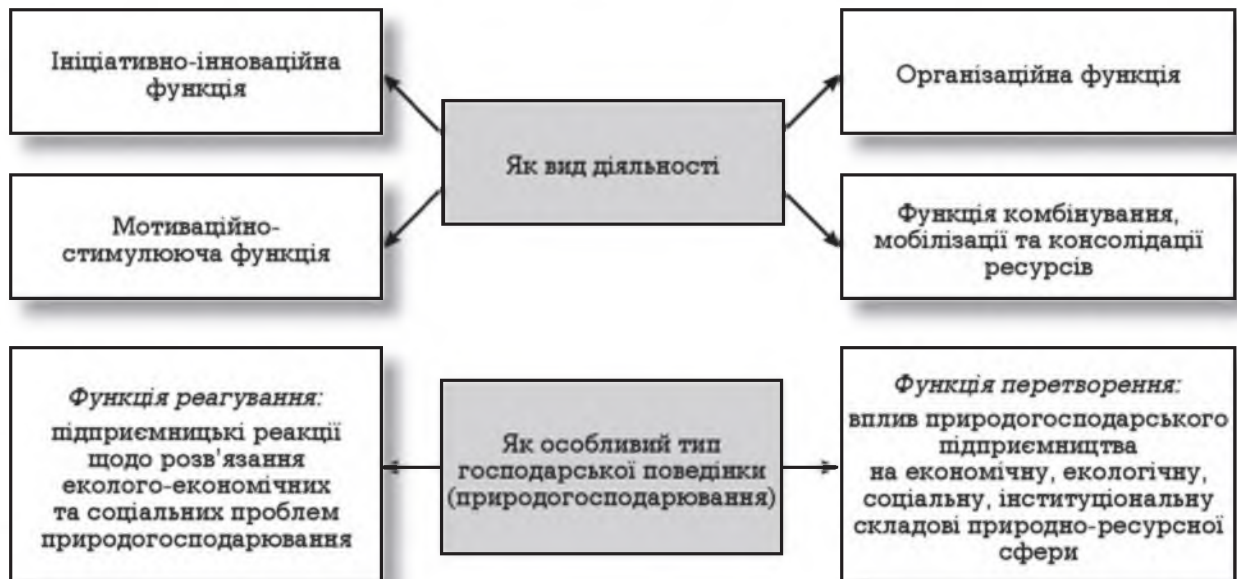 Ініціативно-інноваційна
функція
Організаційна функція
Як вид діяльності
Мотиваційно-
стимулююча функція
Функція комбінування,
мобілізації та консолідації
ресурсів
Функція реагування:
підприємницькі реакції
щодо розв'язання
еколого-економічних
та соціальних проблем
природогосподарювання
Як особливий тип
господарської поведінки
(природогосподарювання)
Функція перетворення:
вплив природогосподарського
підприємництва
на економічну, екологічну,
соціальну, інституціональну
складові природно-ресурсної
сфери